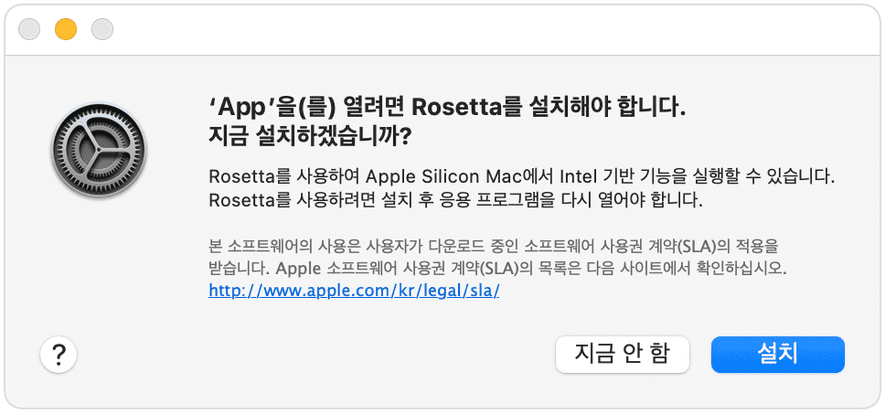 ‘App’을(를) 열려면 Rosetta를 설치해야 합니다.
지금 설치하겠습니까?
Rosetta를 사용하여 Apple Silicon Mac에서 Intel 기반 기능을 실행할 수 있습니다.
Rosetta를 사용하려면 설치 후 응용 프로그램을 다시 열어야 합니다.
본 소프트웨어의 사용은 사용자가 다운로드 중인 소프트웨어 사용권 계약(SLA)의 적용을
받습니다. Apple 소프트웨어 사용권 계약(SLA)의 목록은 다음 사이트에서 확인하십시오.
http://www.apple.com/kr/legal/sla/
?
지금 안 함
설치